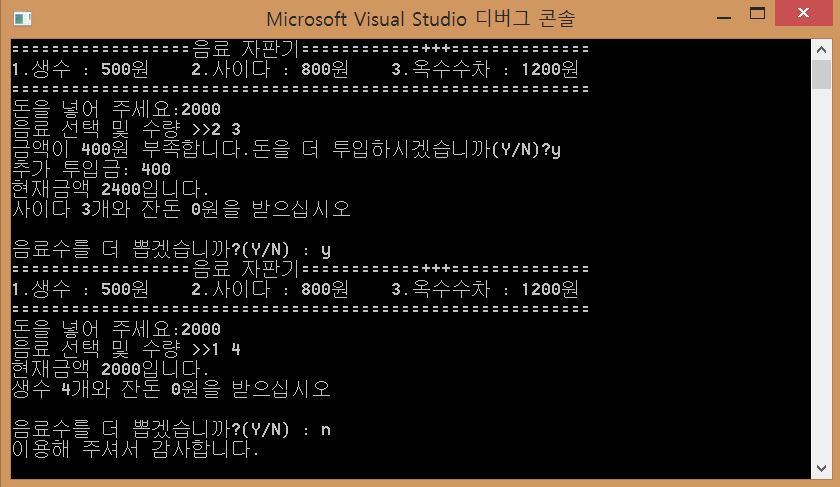 Microsoft Visual Studio 디버그 콘솔
==================음료 자판기============+++==============
1.생수 : 500원    2.사이다 : 800원    3.옥수수차 : 1200원
==========================================================
돈을 넣어 주세요:2000
음료 선택 및 수량 >>2 3
금액이 400원 부족합니다.돈을 더 투입하시겠습니까(Y/N)?y
추가 투입금: 400
현재금액 2400입니다.
사이다 3개와 잔돈 0원을 받으십시오
음료수를 더 뽑겠습니까?(Y/N) : y
==================음료 자판기============+++==============
1.생수 : 500원    2.사이다 : 800원    3.옥수수차 : 1200원
==========================================================
돈을 넣어 주세요:2000
음료 선택 및 수량 >>1 4
현재금액 2000입니다.
생수 4개와 잔돈 0원을 받으십시오
음료수를 더 뽑겠습니까?(Y/N) : n
이용해 주셔서 감사합니다.